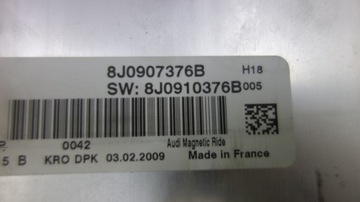 8J0907376B H18
SW: 8J0910376B 005
0042 Audi Magnetic Ride
5 B KRO DPK 03.02.2009 Made in France